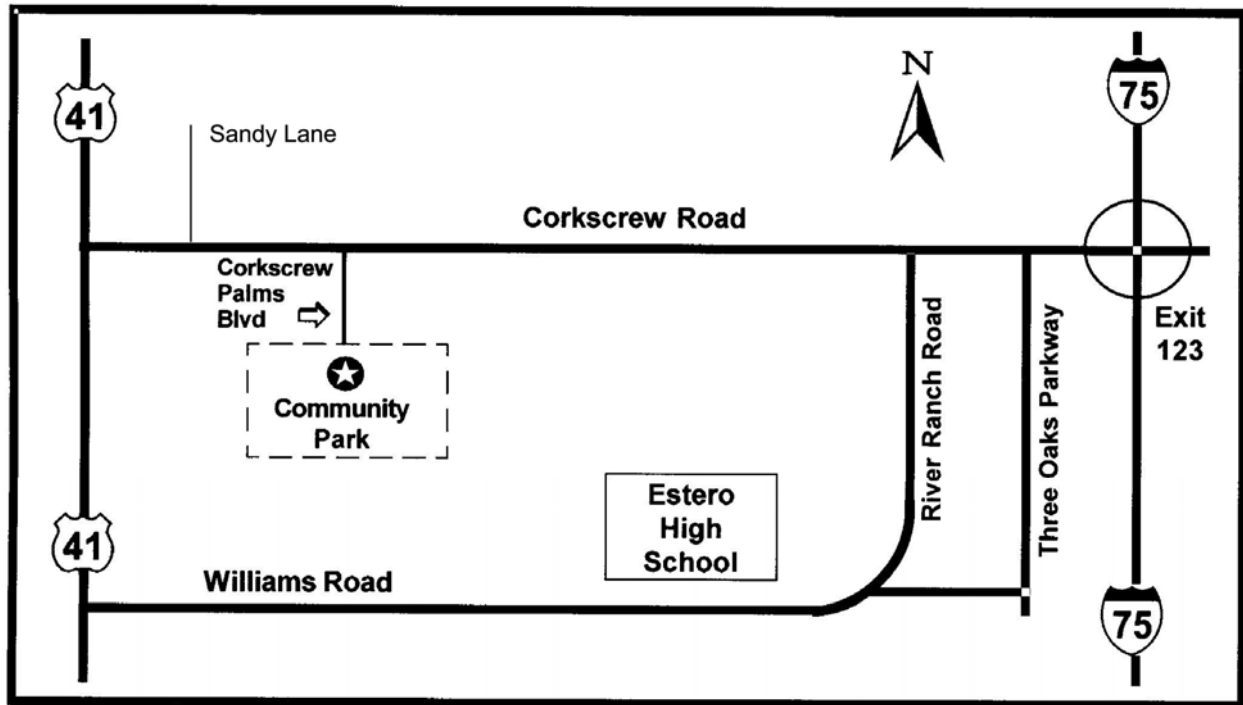 N
41
75
Sandy Lane
Corkscrew Road
Corkscrew
Palms
Blvd
Exit
123
Community
Park
River Ranch Road
Three Oaks Parkway
Estero
High
School
41
Williams Road
75